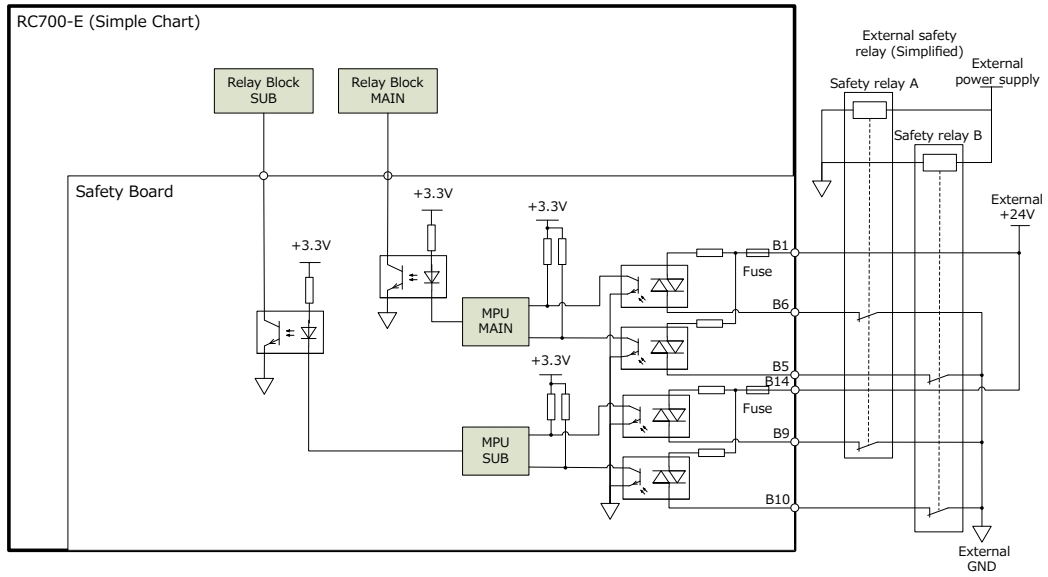 RC700-E (Simple Chart)
External safety
relay (Simplified)
External
power supply
Relay Block
SUB
Relay Block
MAIN
Safety relay A
Safety relay B
Safety Board
+3.3V
+3.3V
+3.3V
External
+24V
B1
Fuse
B6
MPU
MAIN
+3.3V
B5
B14
Fuse
B9
MPU
SUB
B10
External
GND